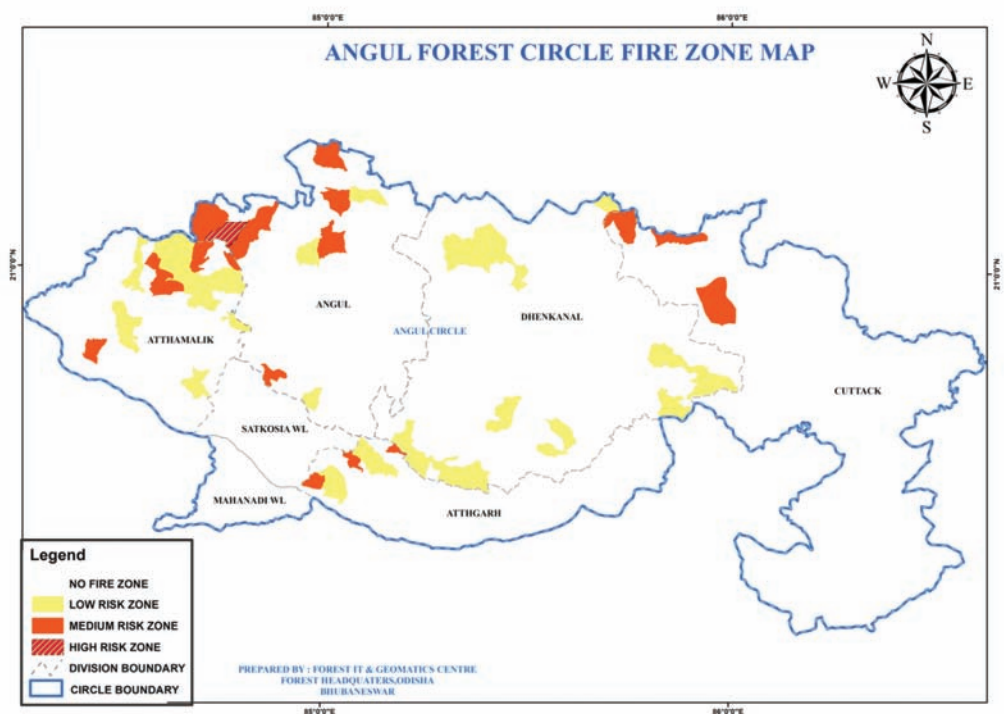 85°0'0"E
86°0'0"E
ANGUL FOREST CIRCLE FIRE ZONE MAP
N
W
E
S
21°0'0"N
21°0'0"N
ANGUL
DHENKANAL
ANGUL CIRCLE
ATTHAMALIK
CUTTACK
SATKOSIA WL
MAHANADI WL
ATTHGARH
Legend
NO FIRE ZONE
LOW RISK ZONE
MEDIUM RISK ZONE
HIGH RISK ZONE
DIVISION BOUNDARY
CIRCLE BOUNDARY
PREPARED BY : FOREST IT & GEOMATICS CENTRE
FOREST HEADQUATERS,ODISHA
BHUBANESWAR
85°0'0"E
86°0'0"E